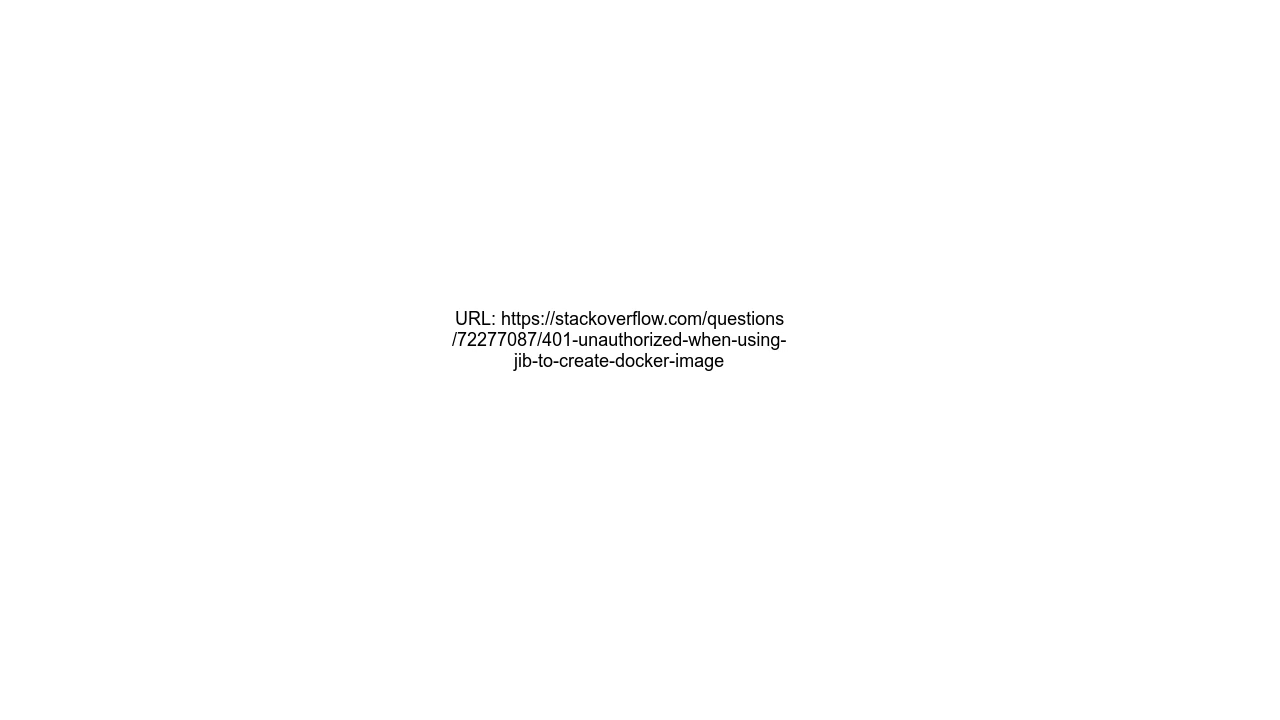 URL: https://stackoverflow.com/questions
/72277087/401-unauthorized-when-using-
jib-to-create-docker-image